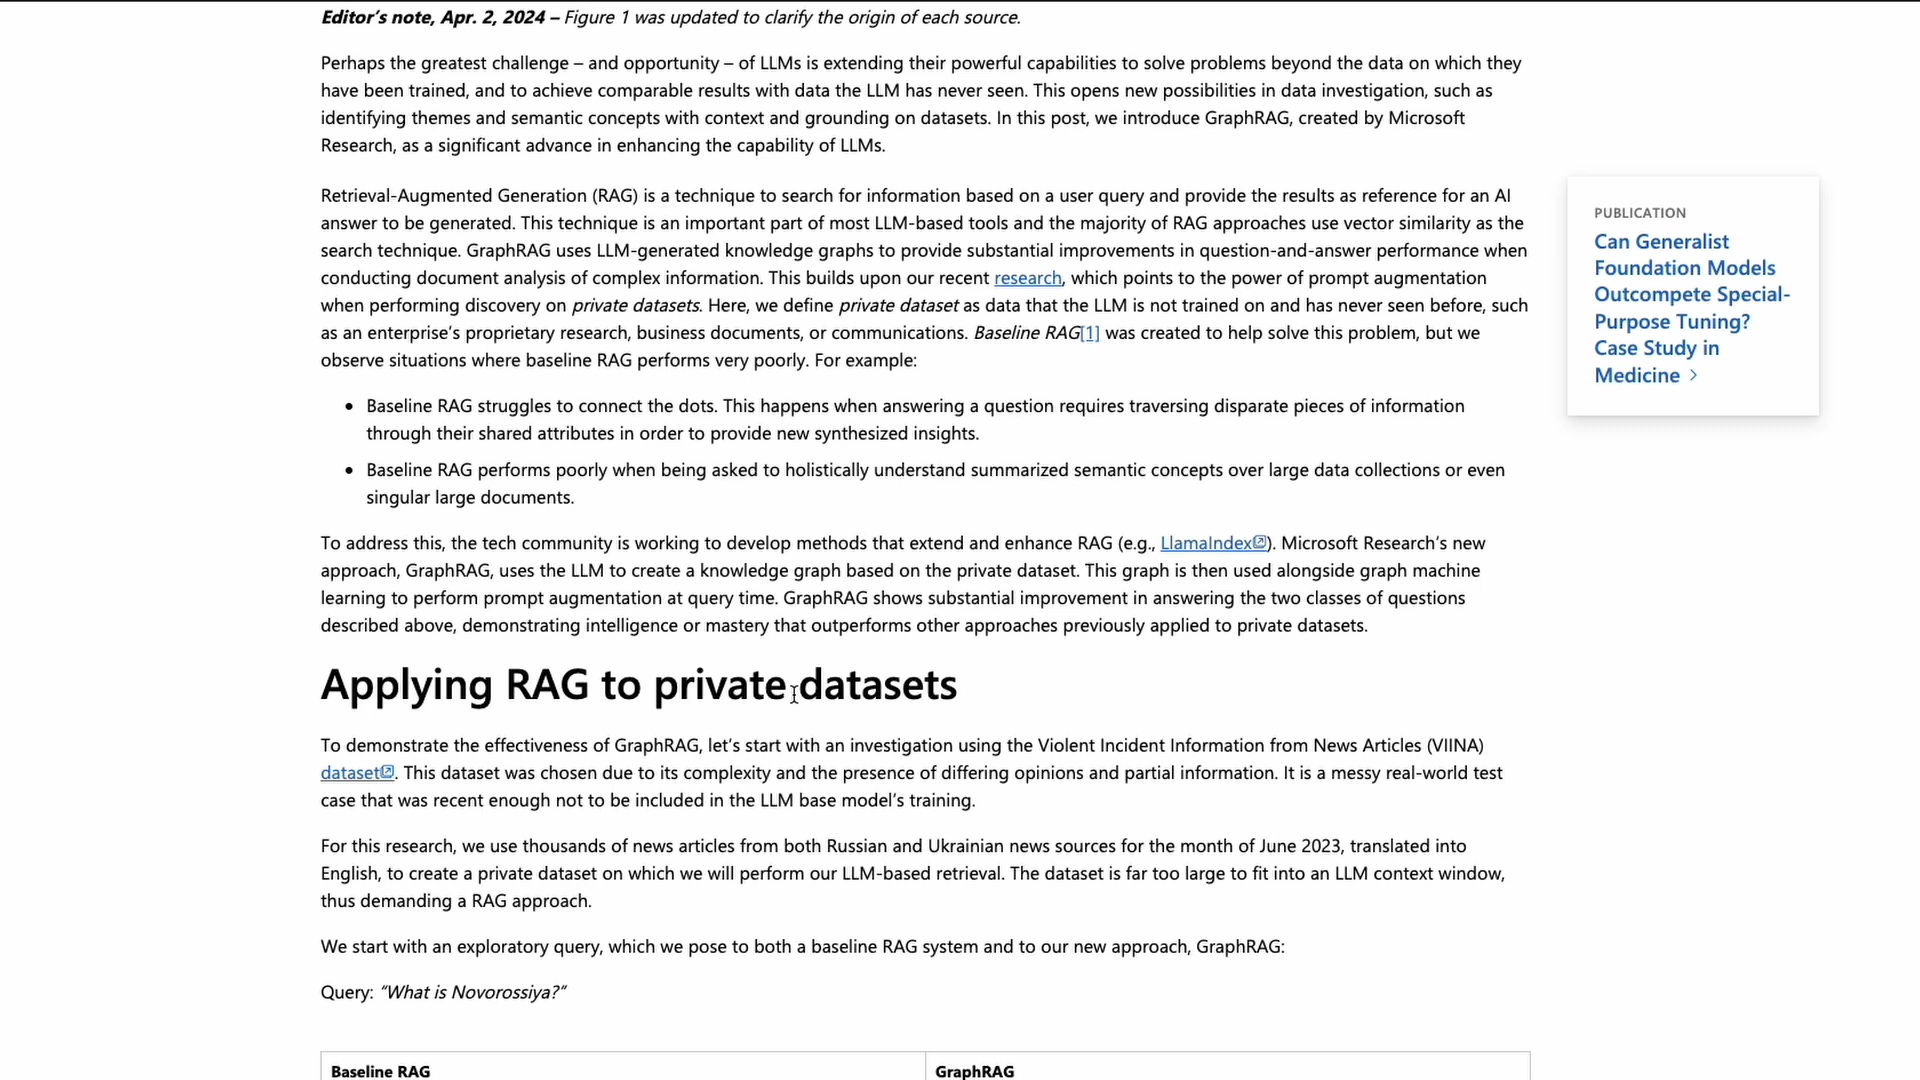 Editor’s note, Apr. 2, 2024 – Figure 1 was updated to clarify the origin of each source.
Perhaps the greatest challenge – and opportunity – of LLMs is extending their powerful capabilities to solve problems beyond the data on which they
have been trained, and to achieve comparable results with data the LLM has never seen. This opens new possibilities in data investigation, such as
identifying themes and semantic concepts with context and grounding on datasets. In this post, we introduce GraphRAG, created by Microsoft
Research, as a significant advance in enhancing the capability of LLMs.
Retrieval-Augmented Generation (RAG) is a technique to search for information based on a user query and provide the results as reference for an AI
answer to be generated. This technique is an important part of most LLM-based tools and the majority of RAG approaches use vector similarity as the
search technique. GraphRAG uses LLM-generated knowledge graphs to provide substantial improvements in question-and-answer performance when
conducting document analysis of complex information. This builds upon our recent research, which points to the power of prompt augmentation
when performing discovery on private datasets. Here, we define private dataset as data that the LLM is not trained on and has never seen before, such
as an enterprise’s proprietary research, business documents, or communications. Baseline RAG[1] was created to help solve this problem, but we
observe situations where baseline RAG performs very poorly. For example:
• Baseline RAG struggles to connect the dots. This happens when answering a question requires traversing disparate pieces of information
through their shared attributes in order to provide new synthesized insights.
• Baseline RAG performs poorly when being asked to holistically understand summarized semantic concepts over large data collections or even
singular large documents.
To address this, the tech community is working to develop methods that extend and enhance RAG (e.g., LlamaIndex). Microsoft Research’s new
approach, GraphRAG, uses the LLM to create a knowledge graph based on the private dataset. This graph is then used alongside graph machine
learning to perform prompt augmentation at query time. GraphRAG shows substantial improvement in answering the two classes of questions
described above, demonstrating intelligence or mastery that outperforms other approaches previously applied to private datasets.
Applying RAG to private datasets
To demonstrate the effectiveness of GraphRAG, let’s start with an investigation using the Violent Incident Information from News Articles (VIINA)
dataset. This dataset was chosen due to its complexity and the presence of differing opinions and partial information. It is a messy real-world test
case that was recent enough not to be included in the LLM base model’s training.
For this research, we use thousands of news articles from both Russian and Ukrainian news sources for the month of June 2023, translated into
English, to create a private dataset on which we will perform our LLM-based retrieval. The dataset is far too large to fit into an LLM context window,
thus demanding a RAG approach.
We start with an exploratory query, which we pose to both a baseline RAG system and to our new approach, GraphRAG:
Query: “What is Novorossiya?”
Baseline RAG
GraphRAG
PUBLICATION
Can Generalist
Foundation Models
Outcompete Special-
Purpose Tuning?
Case Study in
Medicine >